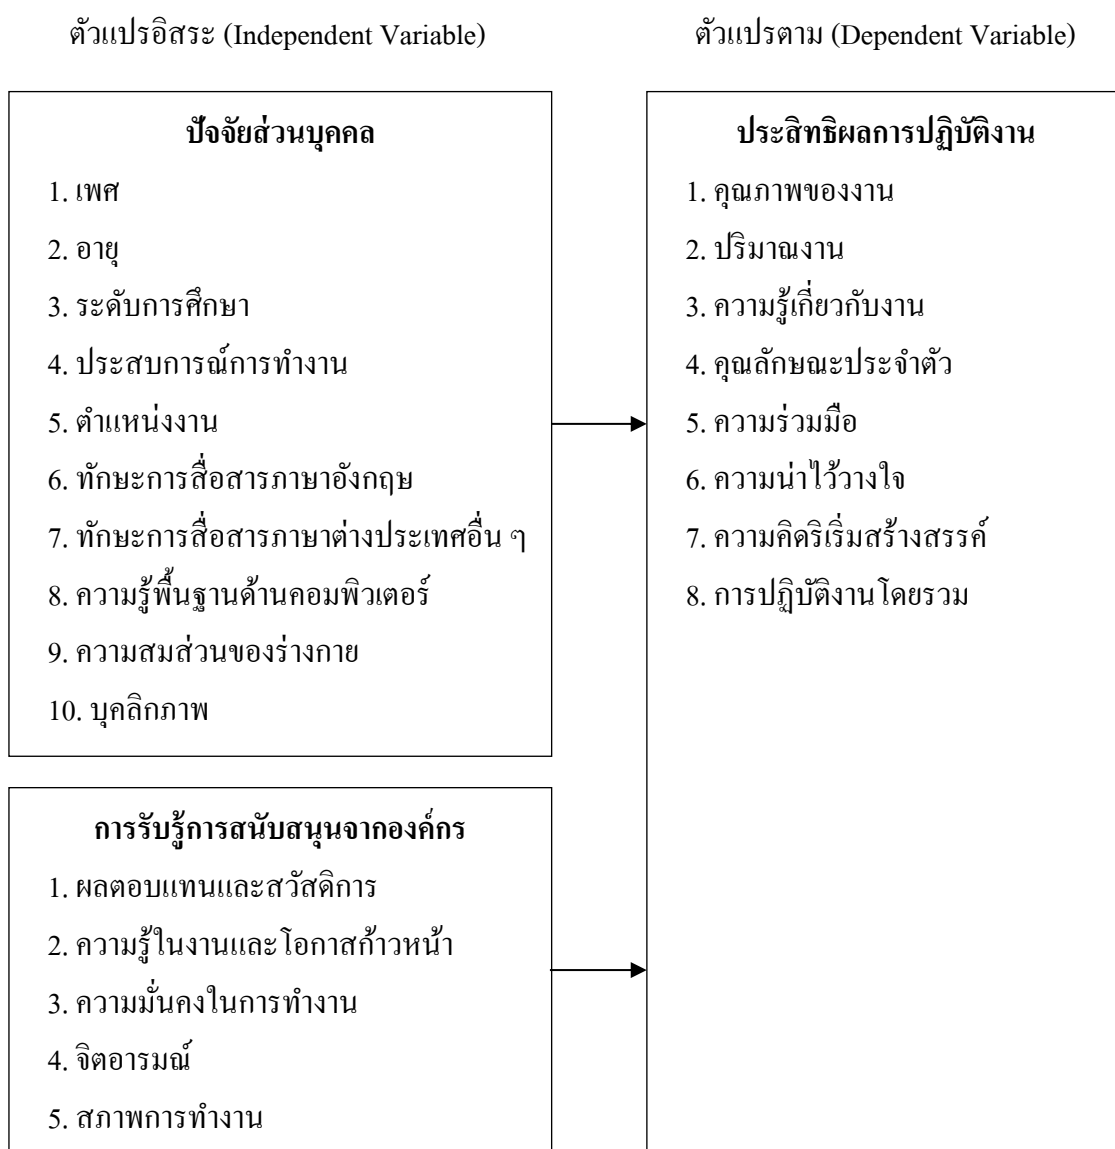 ตัวแปรอิสระ (Independent Variable)
ตัวแปรตาม (Dependent Variable)
ปัจจัยส่วนบุคคล
1. เพศ
2. อายุ
3. ระดับการศึกษา
4. ประสบการณ์การทำงาน
5. ตำแหน่งงาน
6. ทักษะการสื่อสารภาษาอังกฤษ
7. ทักษะการสื่อสารภาษาต่างประเทศอื่น ๆ
8. ความรู้พื้นฐานด้านคอมพิวเตอร์
9. ความสมส่วนของร่างกาย
10. บุคลิกภาพ
การรับรู้การสนับสนุนจากองค์กร
1. ผลตอบแทนและสวัสดิการ
2. ความรู้ในงานและโอกาสก้าวหน้า
3. ความมั่นคงในการทำงาน
4. จิตอารมณ์
5. สภาพการทำงาน
ประสิทธิผลการปฏิบัติงาน
1. คุณภาพของงาน
2. ปริมาณงาน
3. ความรู้เกี่ยวกับงาน
4. คุณลักษณะประจำตัว
5. ความร่วมมือ
6. ความน่าไว้วางใจ
7. ความคิดริเริ่มสร้างสรรค์
8. การปฏิบัติงานโดยรวม